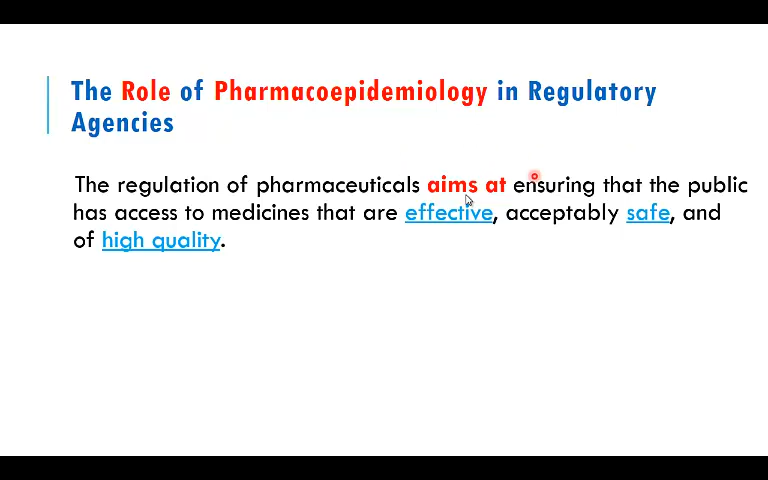 The Role of Pharmacoepidemiology in Regulatory
Agencies
The regulation of pharmaceuticals aims at ensuring that the public
has access to medicines that are effective, acceptably safe, and
of high quality.